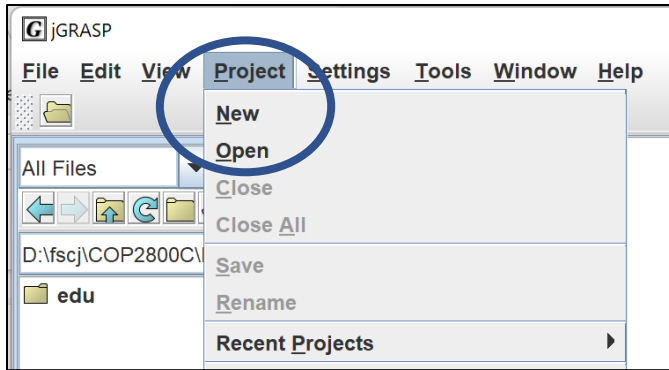 G jGRASP
File Edit View Project Settings Tools Window Help
New
Open
All Files
Close
Close All
D:\fscj\COP2800C\
Save
edu
Rename
Recent Projects